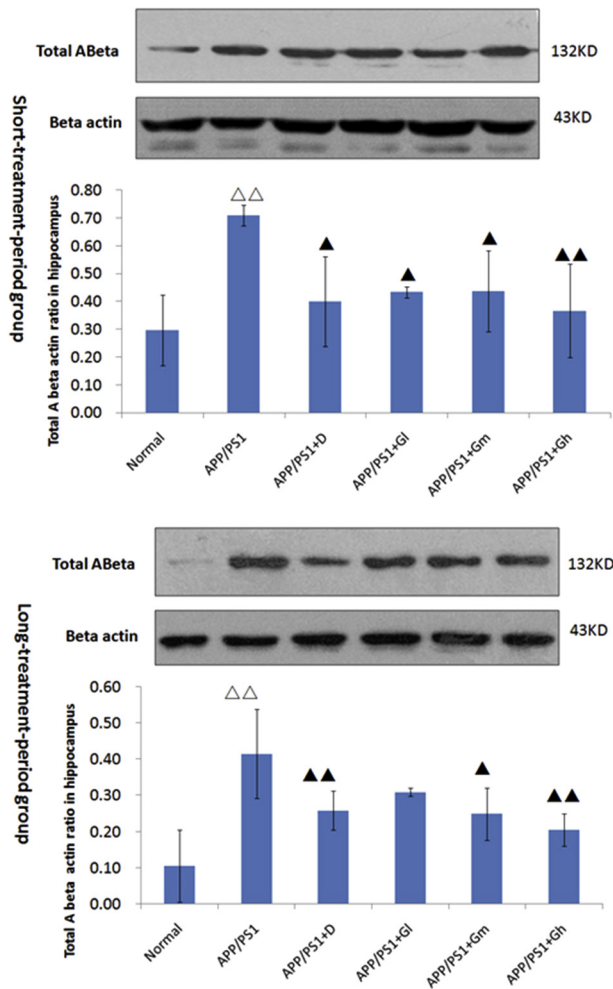 Total ABeta
132KD
Beta actin
43KD
Short-treatment-period group
Total A beta actin ratio in hippocampus
0.80
0.70
0.60
0.50
0.40
0.30
0.20
0.10
0.00
△△
▲
▲
▲
▲▲
Normal
APP/PS1
APP/PS1+D
APP/PS1+Gl
APP/PS1+Gm
APP/PS1+Gh
Total ABeta
132KD
Beta actin
43KD
Long-treatment-period group
Total A beta actin ratio in hippocampus
0.60
0.50
0.40
0.30
0.20
0.10
0.00
△△
▲▲
▲
▲▲
Normal
APP/PS1
APP/PS1+D
APP/PS1+Gl
APP/PS1+Gm
APP/PS1+Gh